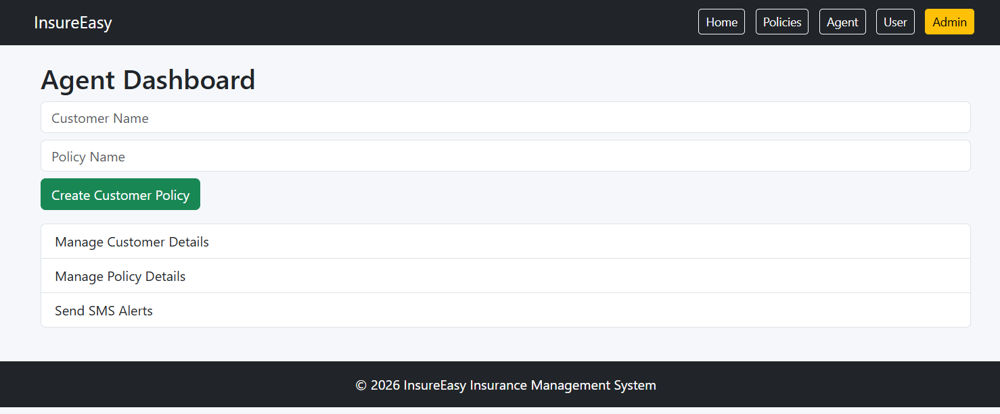 InsureEasy Home Policies Agent User Admin
Agent Dashboard
Customer Name
Policy Name
Create Customer Policy
Manage Customer Details
Manage Policy Details
Send SMS Alerts
© 2026 InsureEasy Insurance Management System